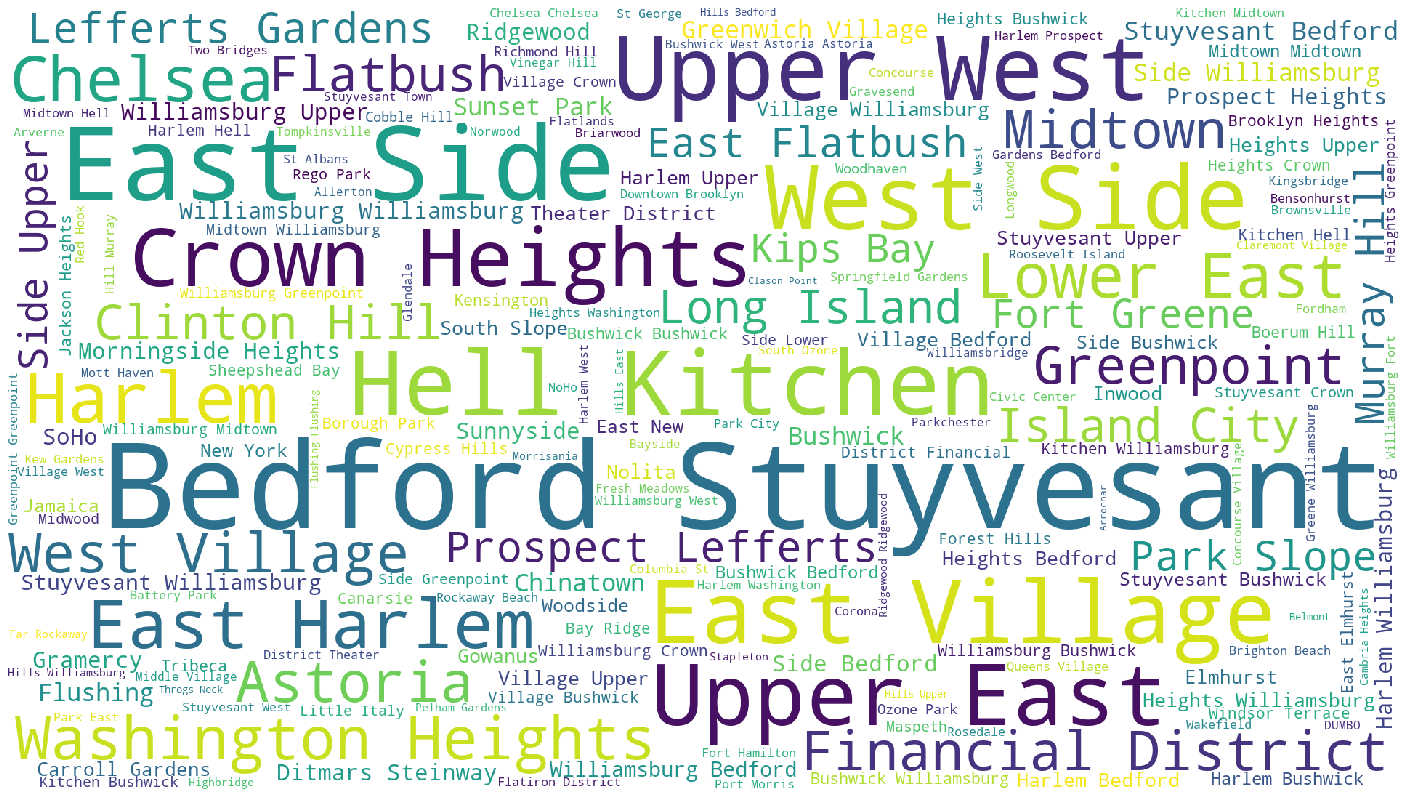 Lefferts Gardens
Chelsea Chelsea
Ridgewood
St George
Hills Bedford
Greenwich Village
Heights Bushwick
Kitchen Midtown
Stuyvesant Bedford
Two Bridges
Richmond Hill
Vinegar Hill
Bushwick West
Astoria Astoria
Harlem Prospect
Midtown Midtown
Chelsea
Flatbush
Village Crown
Upper West
Concourse
Gravesend
Side Williamsburg
Prospect Heights
Stuyvesant Town
Midtown Hell
Williamsburg Upper
Cobble Hill
Sunset Park
Flatlands
Village Williamsburg
Midtown
Brooklyn Heights
Arverne
Harlem Hell
Tompkinsville
Norwood
Briarwood
East Flatbush
Gardens Bedford
Heights Upper
East Side
St Albans
Rego Park
Allerton
Harlem Upper
Downtown Brooklyn
Woodhaven
Side West
Longwood
West Side
Heights Crown
Kingsbridge
Bensonhurst
Brownsville
Murray Hill
Heights Greenpoint
Side Upper
Jackson Heights
Red Hook
Hill Murray
Williamsburg Williamsburg
Theater District
Midtown Williamsburg
Kitchen Hell
Claremont Village
Crown Heights
Kips Bay
Stuyvesant Upper
Roosevelt Island
Clason Point
Springfield Gardens
Lower East
Williamsburg Greenpoint
Glendale
Kensington
Heights Washington
Long Island
Fort Greene
Fordham
Clinton Hill
South Slope
Bushwick Bushwick
Side Lower
Village Bedford
Side Bushwick
Boerum Hill
Morningside Heights
South Ozone
Williamsbridge
Mott Haven
Sheepshead Bay
Hell Kitchen
NoHo
Harlem West
Hills East
Greenpoint
Harlem
Civic Center
Inwood
Stuyvesant Crown
Williamsburg Fort
Greenpoint Greenpoint
SoHo
Williamsburg Midtown
Flushing Flushing
Borough Park
Sunnyside
East New
Park City
Bushwick
Parkchester
Island City
Kew Gardens
Village West
New York
Cypress Hills
Morrisania
Bayside
Nolita
District Financial
Kitchen Williamsburg
Concourse Village
Greene Williamsburg
Harlem Williamsburg
Jamaica
Midwood
Bedford Stuyvesant
Fresh Meadows
Williamsburg West
Arrochar
Ridgewood Ridgewood
West Village
Prospect Lefferts
Forest Hills
Heights Bedford
Park Slope
Stuyvesant Williamsburg
Side Greenpoint
Chinatown
Columbia St
Bushwick Bedford
Harlem Washington
Stuyvesant Bushwick
Battery Park
Canarsie
Rockaway Beach
Woodside
Corona
East Village
Belmont
East Elmhurst
Cambria Heights
Far Rockaway
East Harlem
Bay Ridge
Gramercy
Tribeca
District Theater
Gowanus
Williamsburg Crown
Stapleton
Side Bedford
Williamsburg Bushwick
Brighton Beach
Hills Williamsburg
Middle Village
Throgs Neck
Astoria
Village Upper
Upper East
Queens Village
Elmhurst
Flushing
Stuyvesant West
Little Italy
Pelham Gardens
Village Bushwick
Hills Upper
Ozone Park
Heights Williamsburg
Windsor Terrace
Park East
Washington Heights
Maspeth
Rosedale
Wakefield
DUMBO
Carroll Gardens
Fort Hamilton
Financial District
Kitchen Bushwick
Highbridge
Ditmars Steinway
Flatiron District
Williamsburg Bedford
Port Morris
Bushwick Williamsburg
Harlem Bedford
Harlem Bushwick